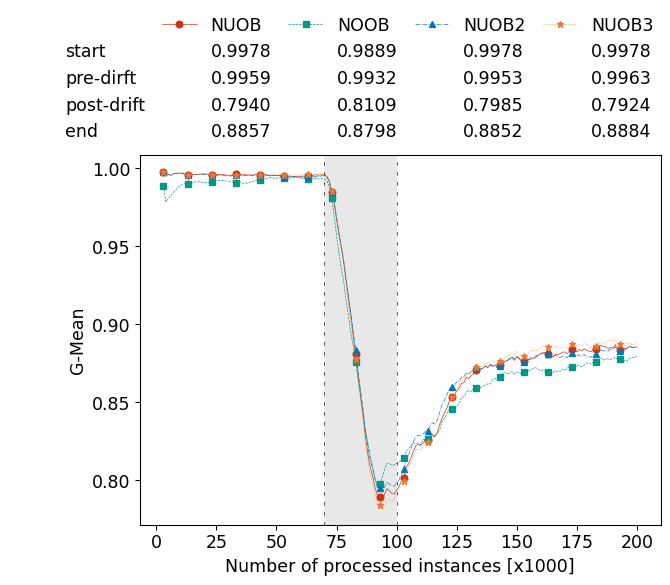 NUOB NOOB NUOB2 NUOB3
start 0.9978 0.9889 0.9978 0.9978
pre-dirft 0.9959 0.9932 0.9953 0.9963
post-drift 0.7940 0.8109 0.7985 0.7924
end 0.8857 0.8798 0.8852 0.8884
1.00
0.95
0.90
0.85
0.80
G-Mean
0 25 50 75 100 125 150 175 200
Number of processed instances [x1000]